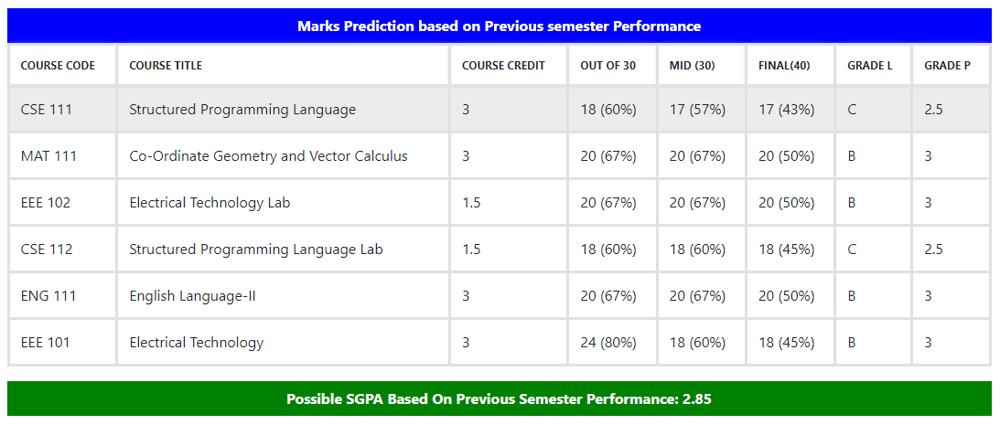 Marks Prediction based on Previous semester Performance
COURSE CODE COURSE TITLE COURSE CREDIT OUT OF 30 MID (30) FINAL(40) GRADE L GRADE P
CSE 111 Structured Programming Language 3 18 (60%) 17 (57%) 17 (43%) C 2.5
MAT 111 Co-Ordinate Geometry and Vector Calculus 3 20 (67%) 20 (67%) 20 (50%) B 3
EEE 102 Electrical Technology Lab 1.5 20 (67%) 20 (67%) 20 (50%) B 3
CSE 112 Structured Programming Language Lab 1.5 18 (60%) 18 (60%) 18 (45%) C 2.5
ENG 111 English Language-II 3 20 (67%) 20 (67%) 20 (50%) B 3
EEE 101 Electrical Technology 3 24 (80%) 18 (60%) 18 (45%) B 3
Possible SGPA Based On Previous Semester Performance: 2.85